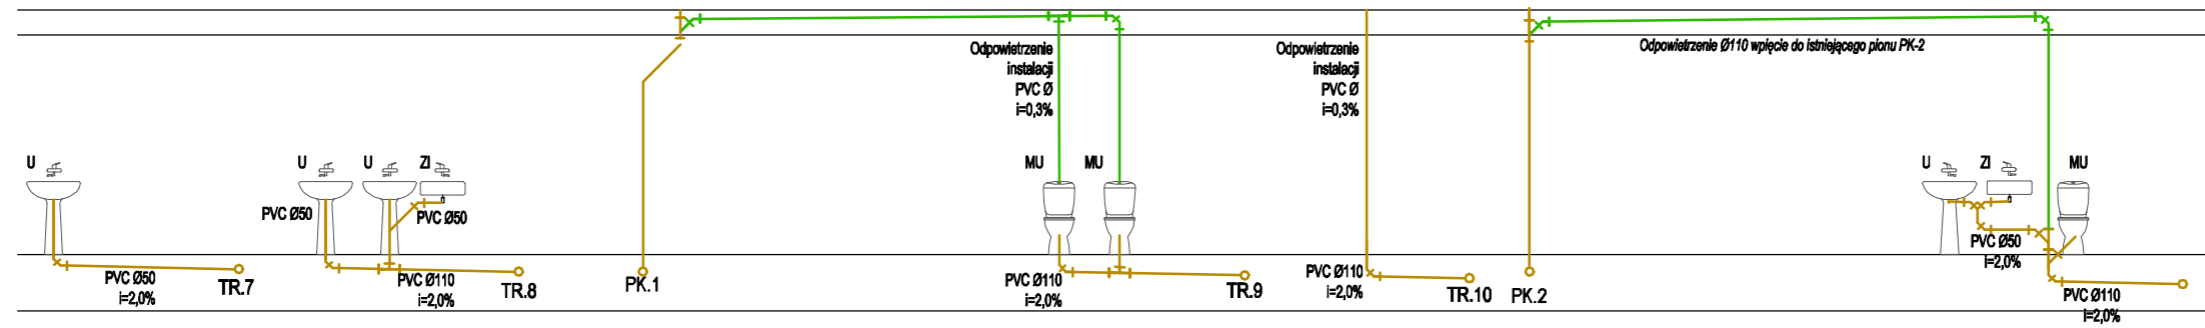 Odpowietrzenie
instalacji
PVC Ø
i=0,3%
Odpowietrzenie
instalacji
PVC Ø
i=0,3%
Odpowietrzenie Ø110 wpięcie do istniejącego pionu PK-2
U
U
U
ZI
MU
MU
U
ZI
MU
PVC Ø50
PVC Ø50
PVC Ø50
i=2,0%
TR.7
PVC Ø110
i=2,0%
TR.8
PK.1
PVC Ø110
i=2,0%
TR.9
PVC Ø110
i=2,0%
TR.10
PK.2
PVC Ø50
i=2,0%
PVC Ø110
i=2,0%